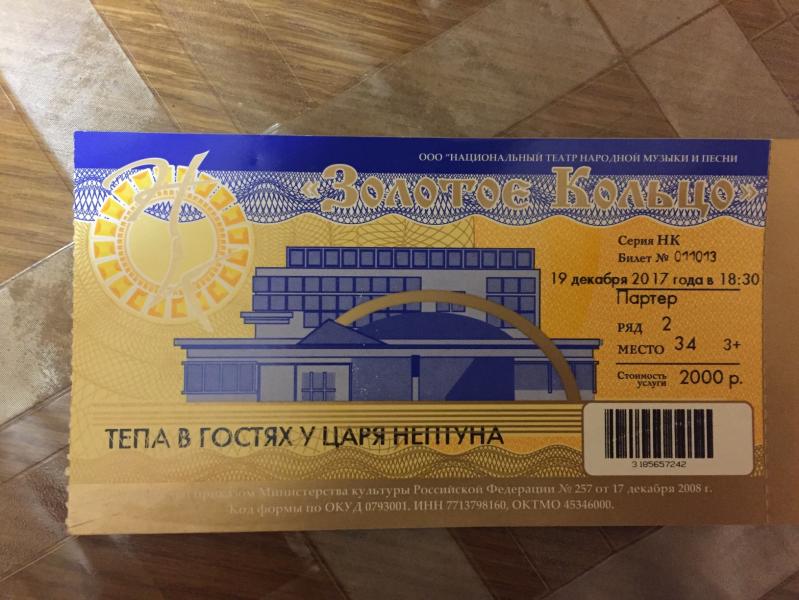 ООО "НАЦИОНАЛЬНЫЙ ТЕАТР НАРОДНОЙ МУЗЫКИ И ПЕСНИ
«Золотое Кольцо»
Серия НК
Билет № 011013
19 декабря 2017 года в 18:30
Партер
РЯД 2
МЕСТО 34 3+
Стоимость услуги 2000 р.
ТЕПА В ГОСТЯХ У ЦАРЯ НЕПТУНА
3185657242
приказом Министерства культуры Российской Федерации № 257 от 17 декабря 2008 г.
Код формы по ОКУД 0793001. ИНН 7713798160, ОКТМО 45346000.